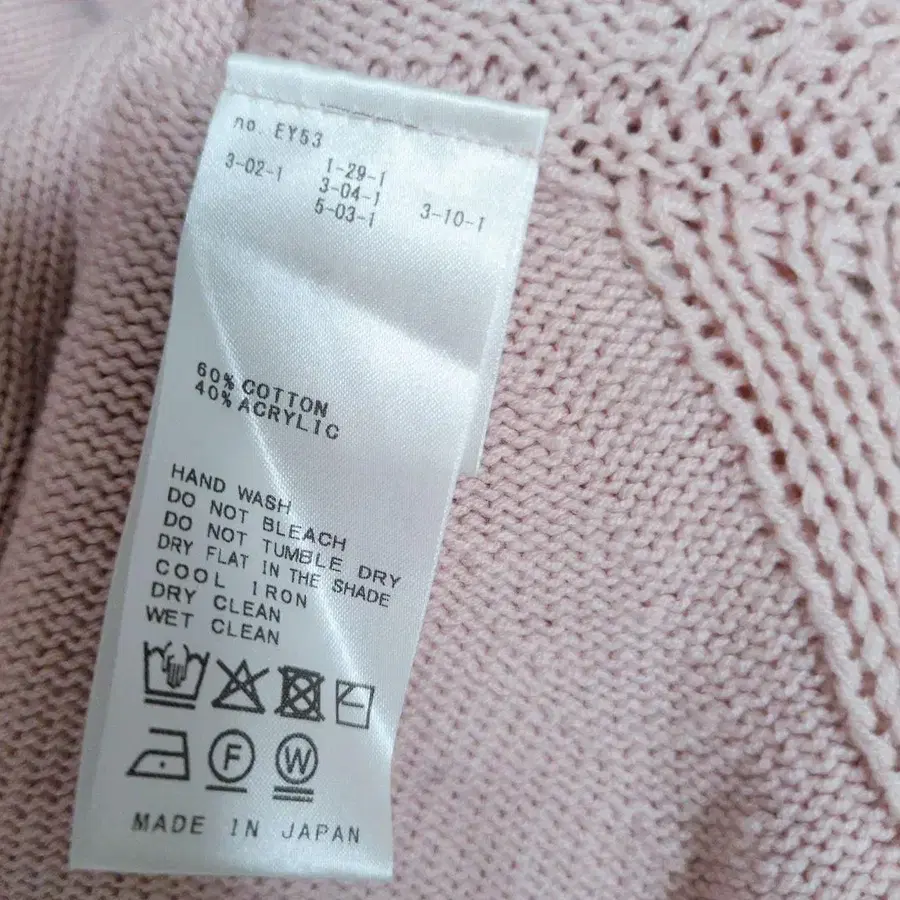 no. EY53
3-02-1 1-29-1
3-04-1
5-03-1 3-10-1
60% COTTON
40% ACRYLIC
HAND WASH
DO NOT BLEACH
DO NOT TUMBLE DRY
DRY FLAT IN THE SHADE
COOL IRON
DRY CLEAN
WET CLEAN
F W
MADE IN JAPAN